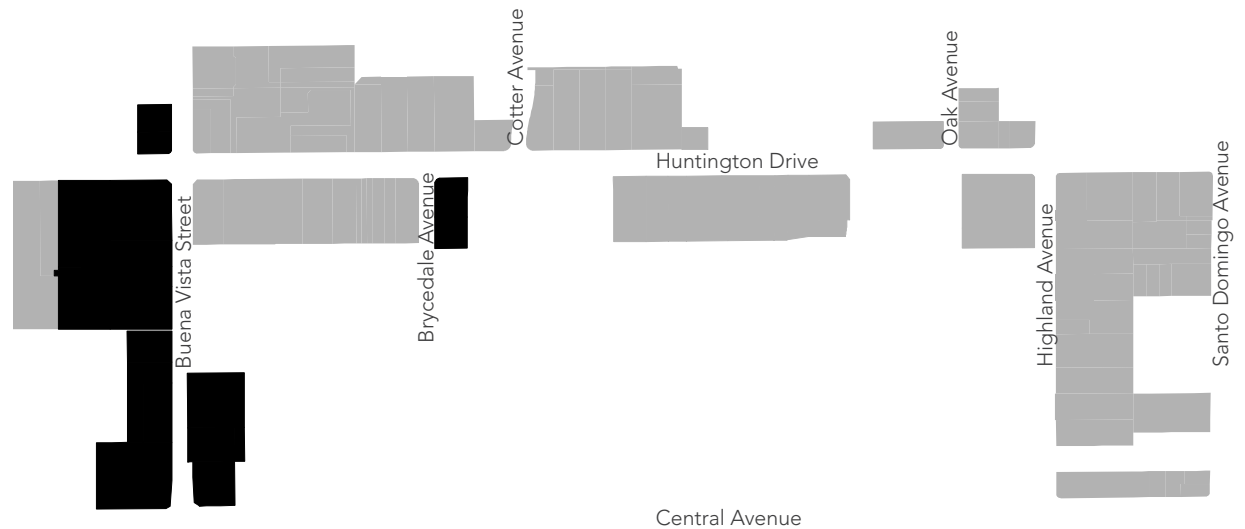 Cotter Avenue
Oak Avenue
Huntington Drive
Buena Vista Street
Brycedale Avenue
Highland Avenue
Santo Domingo Avenue
Central Avenue